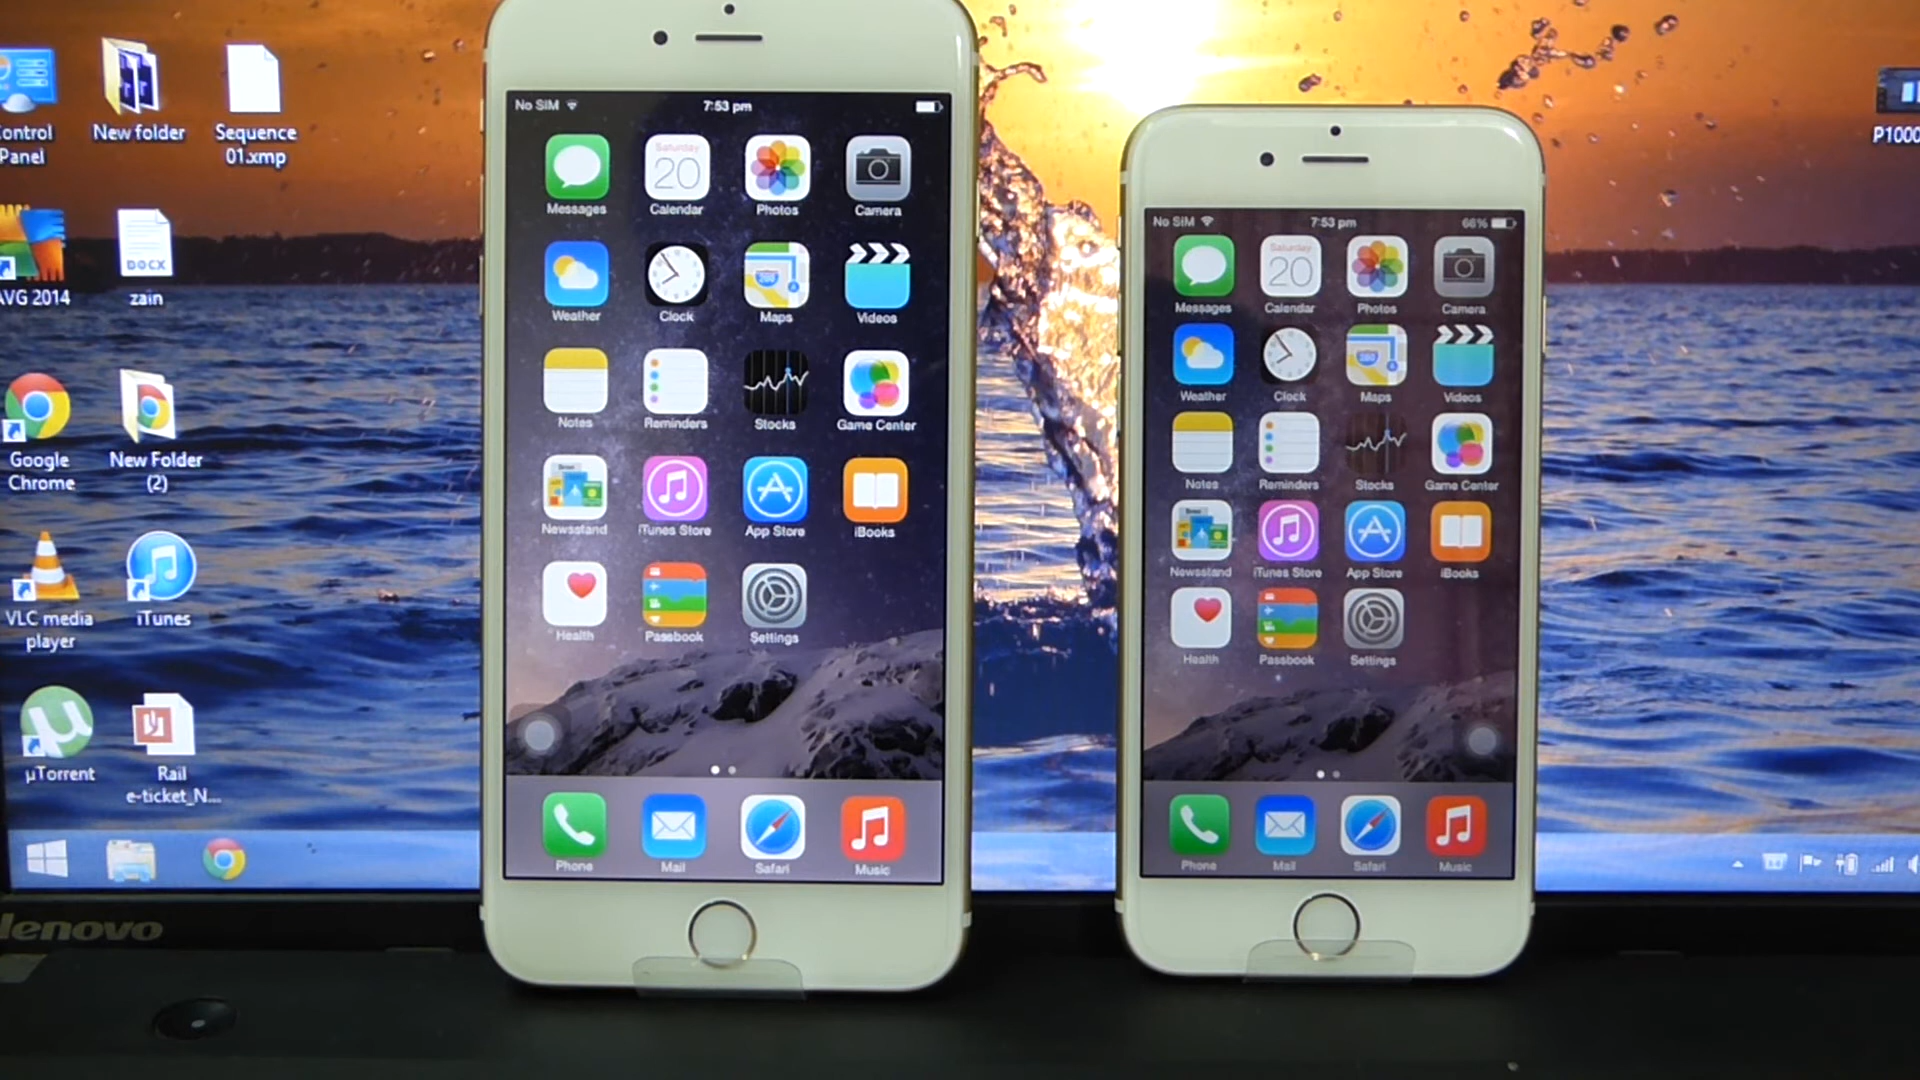 Control
Panel
New folder
Sequence
01.xmp
AVG 2014
DOCX
zain
Google
Chrome
New Folder
(2)
VLC media
player
iTunes
µTorrent
Rail
e-ticket_N...
lenovo
No SIM
7:53 pm
Messages
Saturday
20
Calendar
Photos
Camera
Weather
Clock
280
Maps
Videos
Notes
Reminders
Stocks
Game Center
Newsstand
iTunes Store
App Store
iBooks
Health
Passbook
Settings
Phone
Mail
Safari
Music
No SIM
7:53 pm
66%
Messages
Saturday
20
Calendar
Photos
Camera
Weather
Clock
280
Maps
Videos
Notes
Reminders
Stocks
Game Center
Newsstand
iTunes Store
App Store
iBooks
Health
Passbook
Settings
Phone
Mail
Safari
Music
P1000